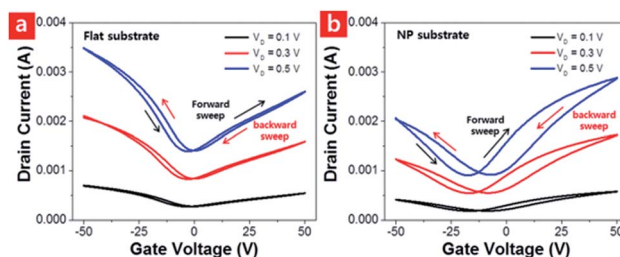 a
Flat substrate
V_D = 0.1 V
V_D = 0.3 V
V_D = 0.5 V
Forward
sweep
backward
sweep
Drain Current (A)
0.004
0.003
0.002
0.001
0.000
-50 -25 0 25 50
Gate Voltage (V)
b
NP substrate
V_D = 0.1 V
V_D = 0.3 V
V_D = 0.5 V
Forward
sweep
backward
sweep
Drain Current (A)
0.004
0.003
0.002
0.001
0.000
-50 -25 0 25 50
Gate Voltage (V)